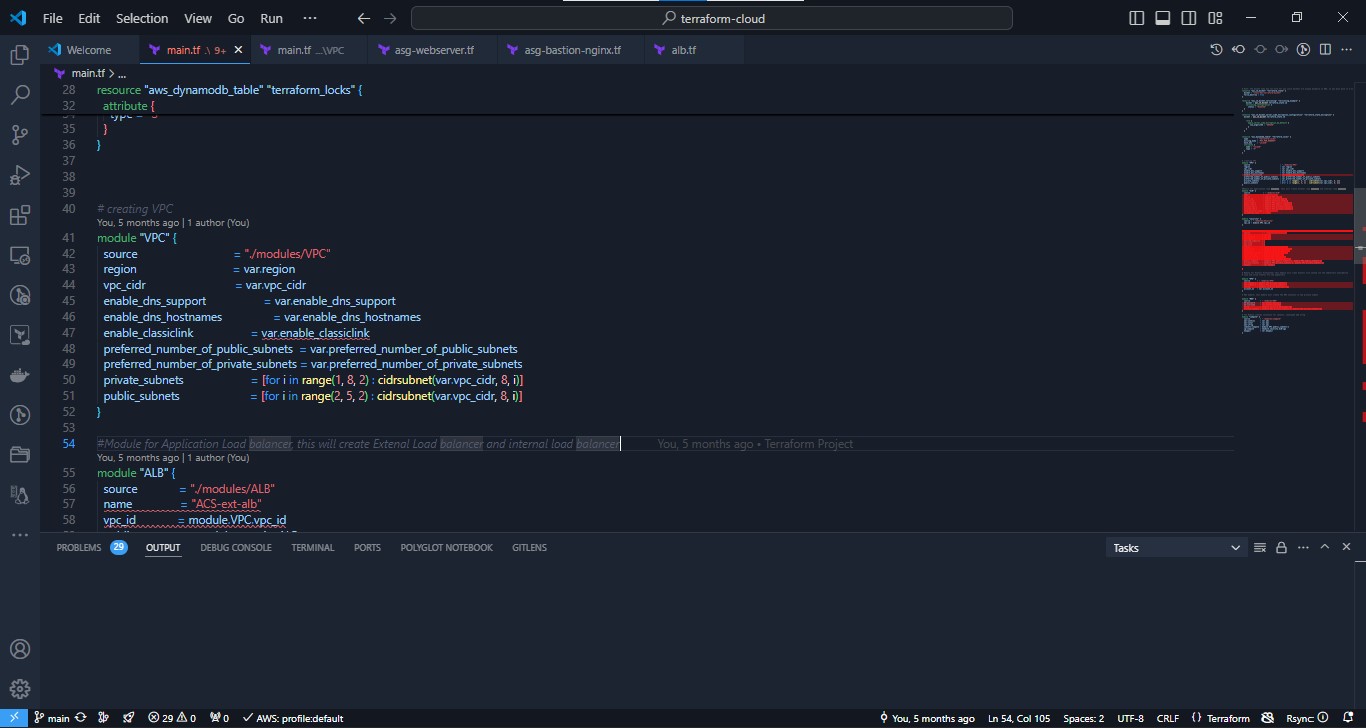 File Edit Selection View Go Run ··· terraform-cloud
Welcome main.tf .\ 9+ main.tf ...\VPC asg-webserver.tf asg-bastion-nginx.tf alb.tf
main.tf > ...
28 resource "aws_dynamodb_table" "terraform_locks" {
32 attribute {
35 }
36 }
37
38
39
40 # creating VPC
You, 5 months ago | 1 author (You)
41 module "VPC" {
42 source = "./modules/VPC"
43 region = var.region
44 vpc_cidr = var.vpc_cidr
45 enable_dns_support = var.enable_dns_support
46 enable_dns_hostnames = var.enable_dns_hostnames
47 enable_classiclink = var.enable_classiclink
48 preferred_number_of_public_subnets = var.preferred_number_of_public_subnets
49 preferred_number_of_private_subnets = var.preferred_number_of_private_subnets
50 private_subnets = [for i in range(1, 8, 2) : cidrsubnet(var.vpc_cidr, 8, i)]
51 public_subnets = [for i in range(2, 5, 2) : cidrsubnet(var.vpc_cidr, 8, i)]
52 }
53
54 #Module for Application Load balancer, this will create Extenal Load balancer and internal load balancer You, 5 months ago • Terraform Project
You, 5 months ago | 1 author (You)
55 module "ALB" {
56 source = "./modules/ALB"
57 name = "ACS-ext-alb"
58 vpc_id = module.VPC.vpc_id
PROBLEMS 29 OUTPUT DEBUG CONSOLE TERMINAL PORTS POLYGLOT NOTEBOOK GITLENS Tasks
main 29 0 0 AWS: profile:default You, 5 months ago Ln 54, Col 105 Spaces: 2 UTF-8 CRLF {} Terraform Rsync: